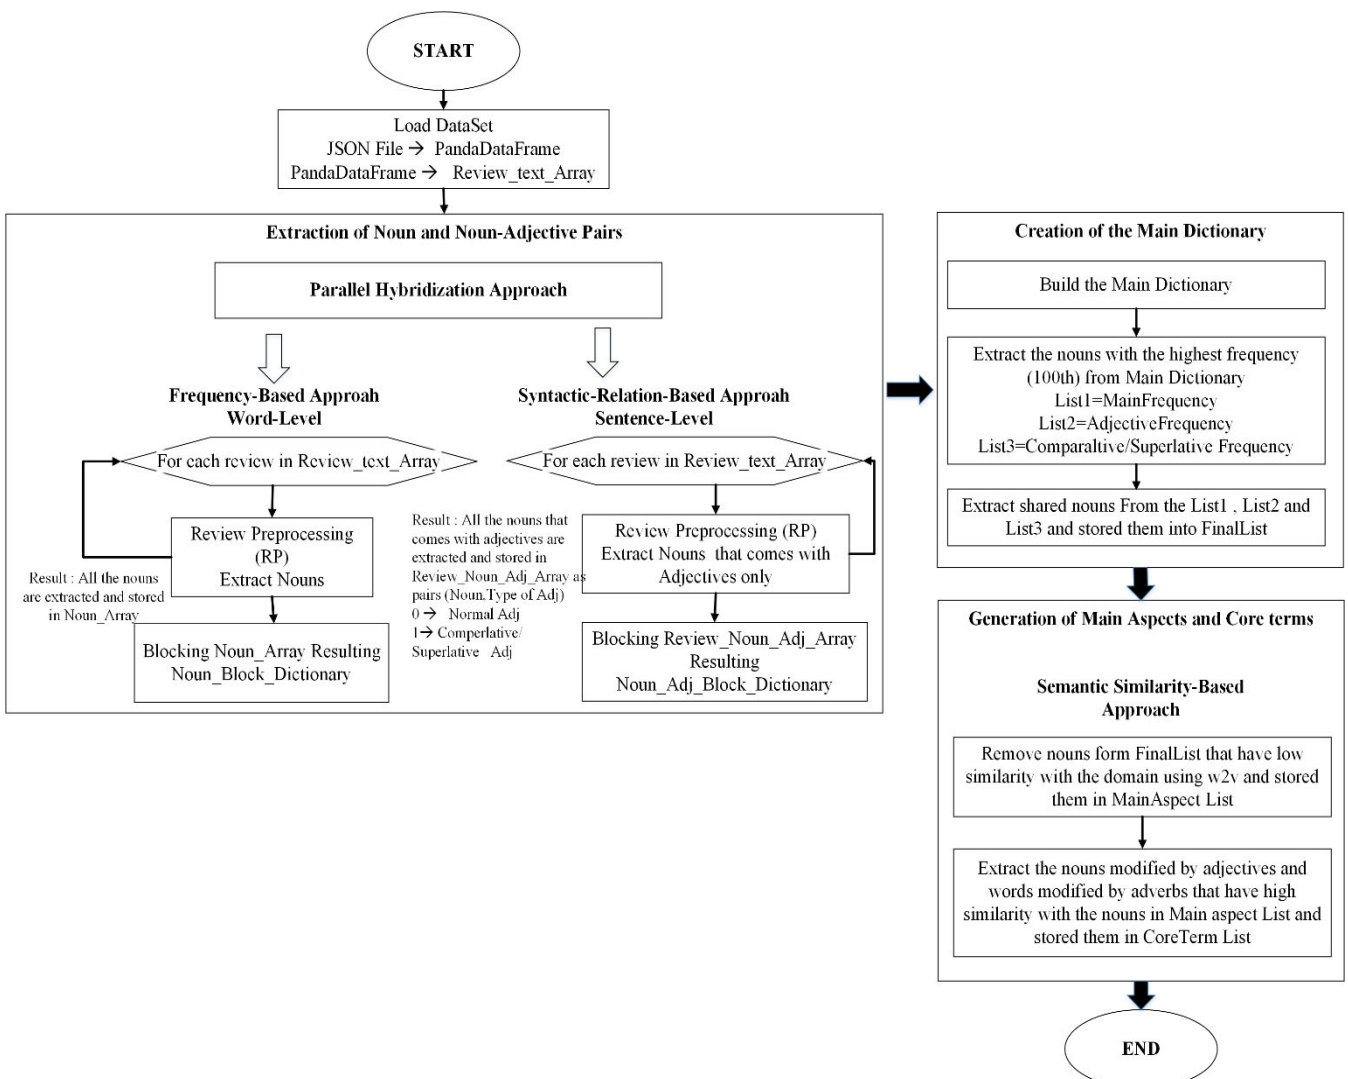 START
Load DataSet
JSON File → PandaDataFrame
PandaDataFrame → Review_text_Array
Extraction of Noun and Noun-Adjective Pairs
Parallel Hybridization Approach
Frequency-Based Approah
Word-Level
For each review in Review_text_Array
Review Preprocessing
(RP)
Extract Nouns
Result : All the nouns
are extracted and stored
in Noun_Array
Blocking Noun_Array Resulting
Noun_Block_Dictionary
Syntactic-Relation-Based Approah
Sentence-Level
For each review in Review_text_Array
Result : All the nouns that
comes with adjectives are
extracted and stored in
Review_Noun_Adj_Array as
pairs (Noun,Type of Adj)
0 → Normal Adj
1→ Comperlative/
Superlative Adj
Review Preprocessing (RP)
Extract Nouns that comes with
Adjectives only
Blocking Review_Noun_Adj_Array
Resulting
Noun_Adj_Block_Dictionary
Creation of the Main Dictionary
Build the Main Dictionary
Extract the nouns with the highest frequency
(100th) from Main Dictionary
List1=MainFrequency
List2=AdjectiveFrequency
List3=Comparaltive/Superlative Frequency
Extract shared nouns From the List1 , List2 and
List3 and stored them into FinalList
Generation of Main Aspects and Core terms
Semantic Similarity-Based
Approach
Remove nouns form FinalList that have low
similarity with the domain using w2v and stored
them in MainAspect List
Extract the nouns modified by adjectives and
words modified by adverbs that have high
similarity with the nouns in Main aspect List and
stored them in CoreTerm List
END